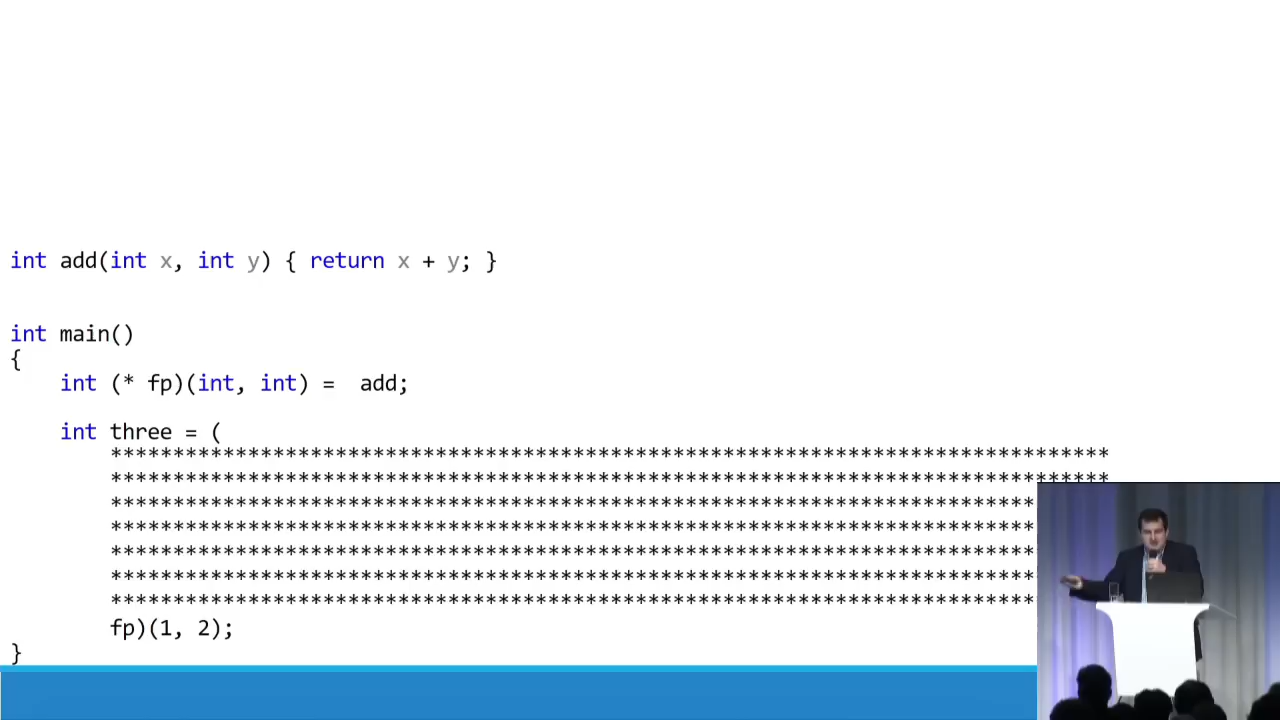 int add(int x, int y) { return x + y; }
int main()
{
int (* fp)(int, int) =  add;
int three = (
********************************************************************************
********************************************************************************
**************************************************************************
**************************************************************************
**************************************************************************
**************************************************************************
**************************************************************************
fp)(1, 2);
}